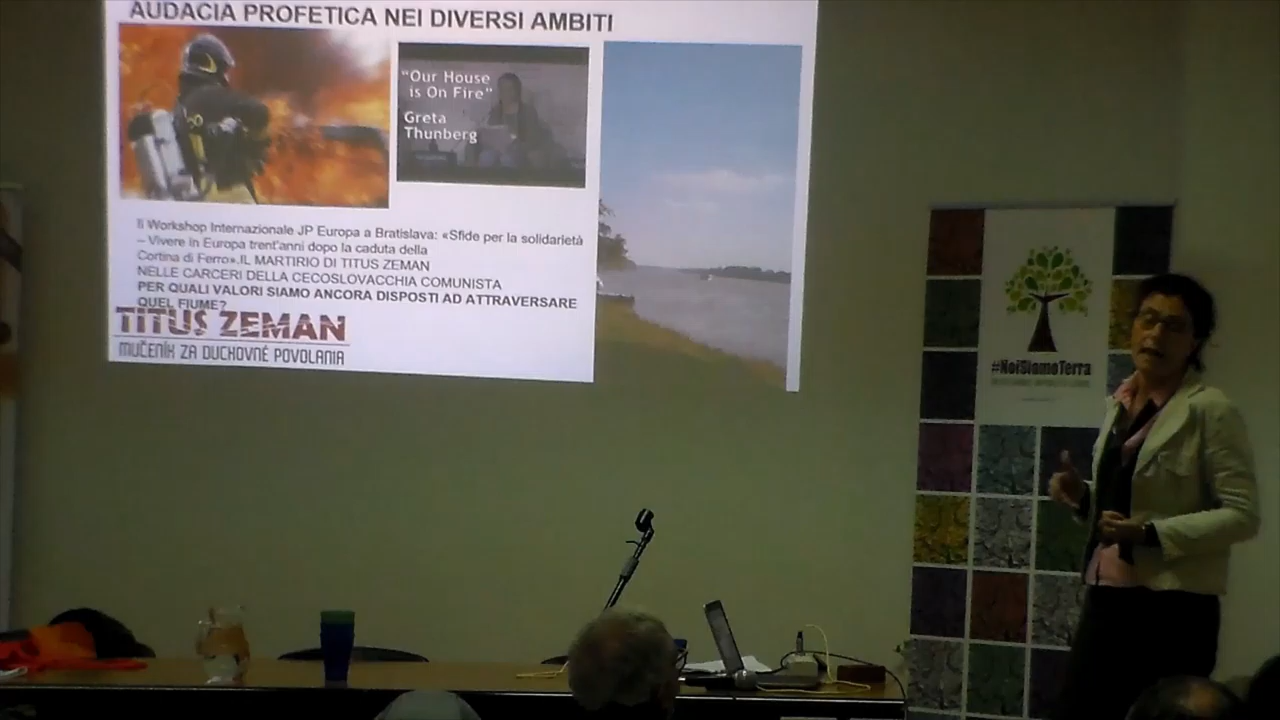 AUDACIA PROFETICA NEI DIVERSI AMBITI
"Our House
is On Fire"
Greta
Thunberg
II Workshop Internazionale JP Europa a Bratislava: «Sfide per la solidarietà
– Vivere in Europa trent'anni dopo la caduta della
Cortina di Ferro».IL MARTIRIO DI TITUS ZEMAN
NELLE CARCERI DELLA CECOSLOVACCHIA COMUNISTA
PER QUALI VALORI SIAMO ANCORA DISPOSTI AD ATTRAVERSARE
QUEL FIUME?
TITUS ZEMAN
MUČENÍK ZA DUCHOVNÉ POVOLANIA
#NoiSiamoTerra